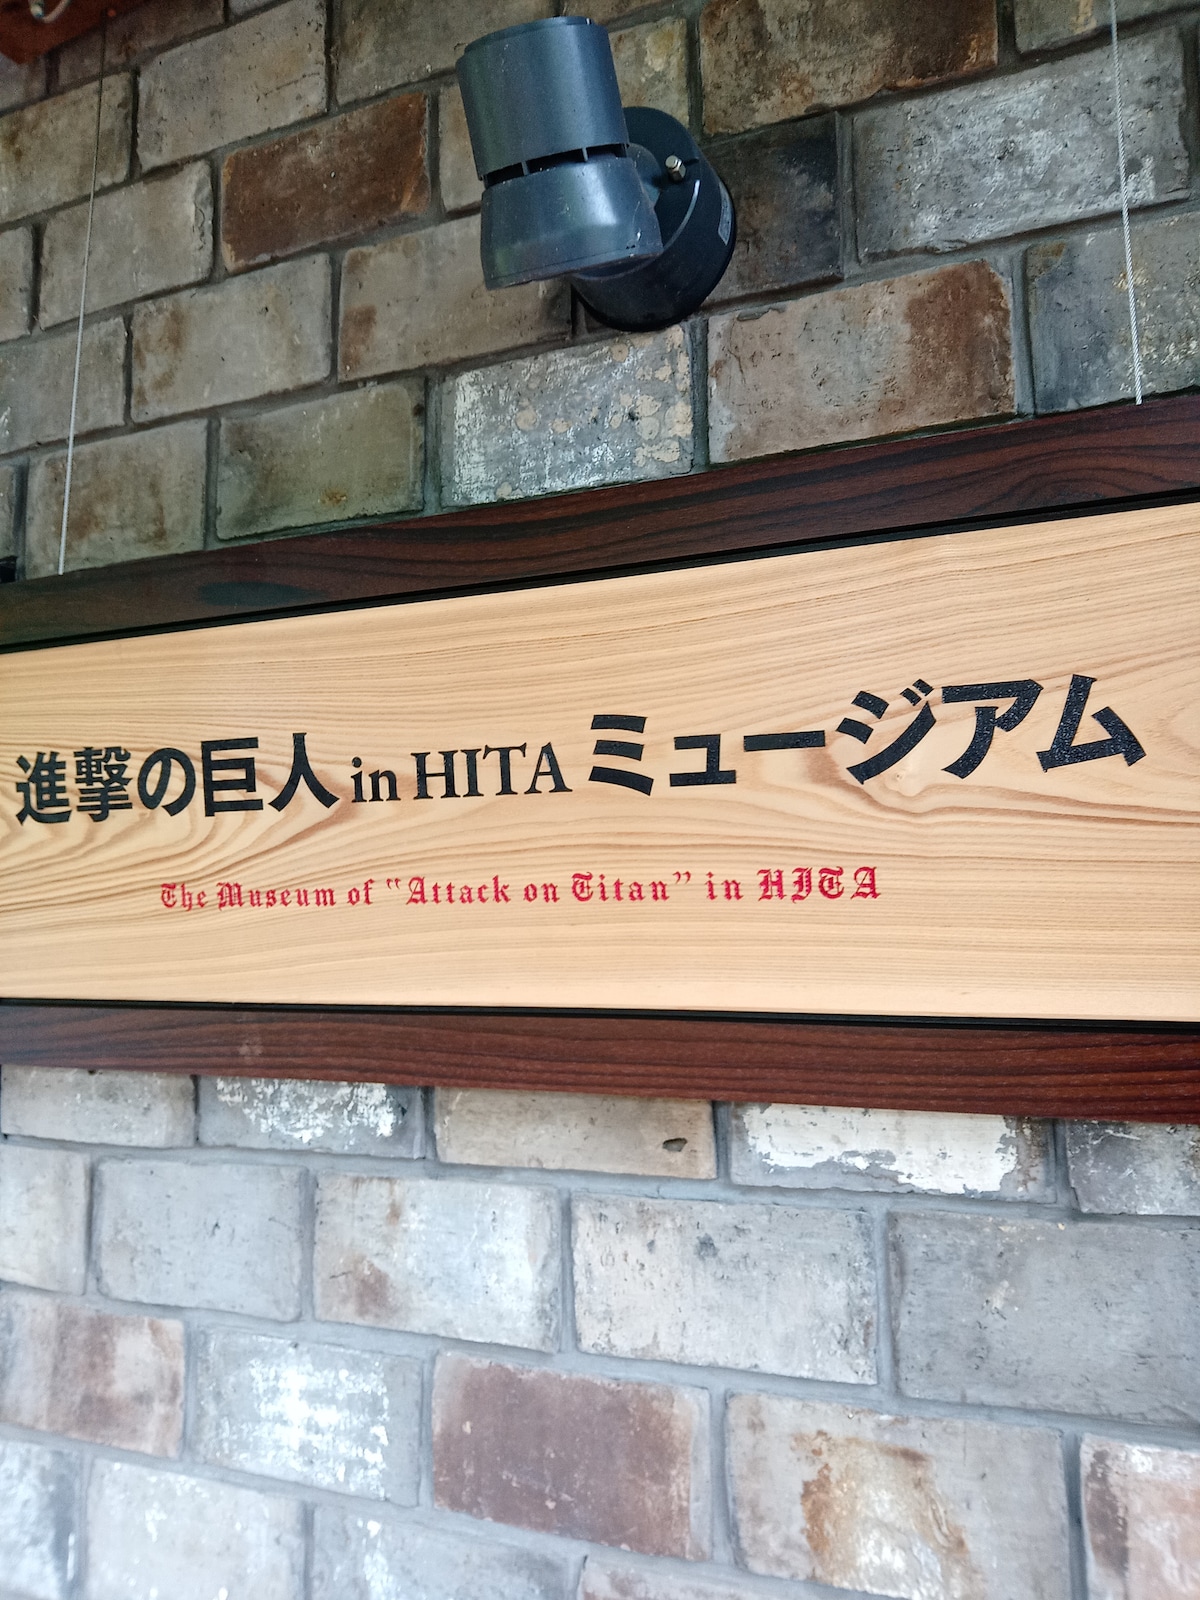 進撃の巨人 in HITA ミュージアム
The Museum of "Attack on Titan" in HITA